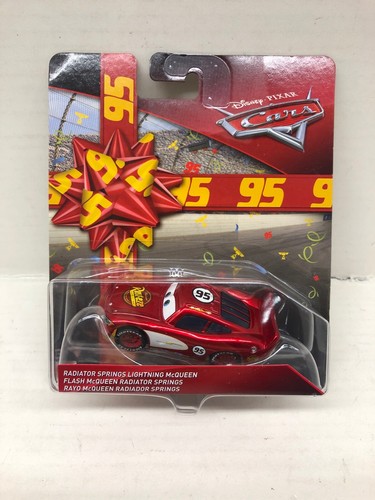 95
Disney·PIXAR
Cars
95
95
95
95
95
RADIATOR SPRINGS LIGHTNING McQUEEN
FLASH McQUEEN RADIATOR SPRINGS
RAYO McQUEEN RADIADOR SPRINGS